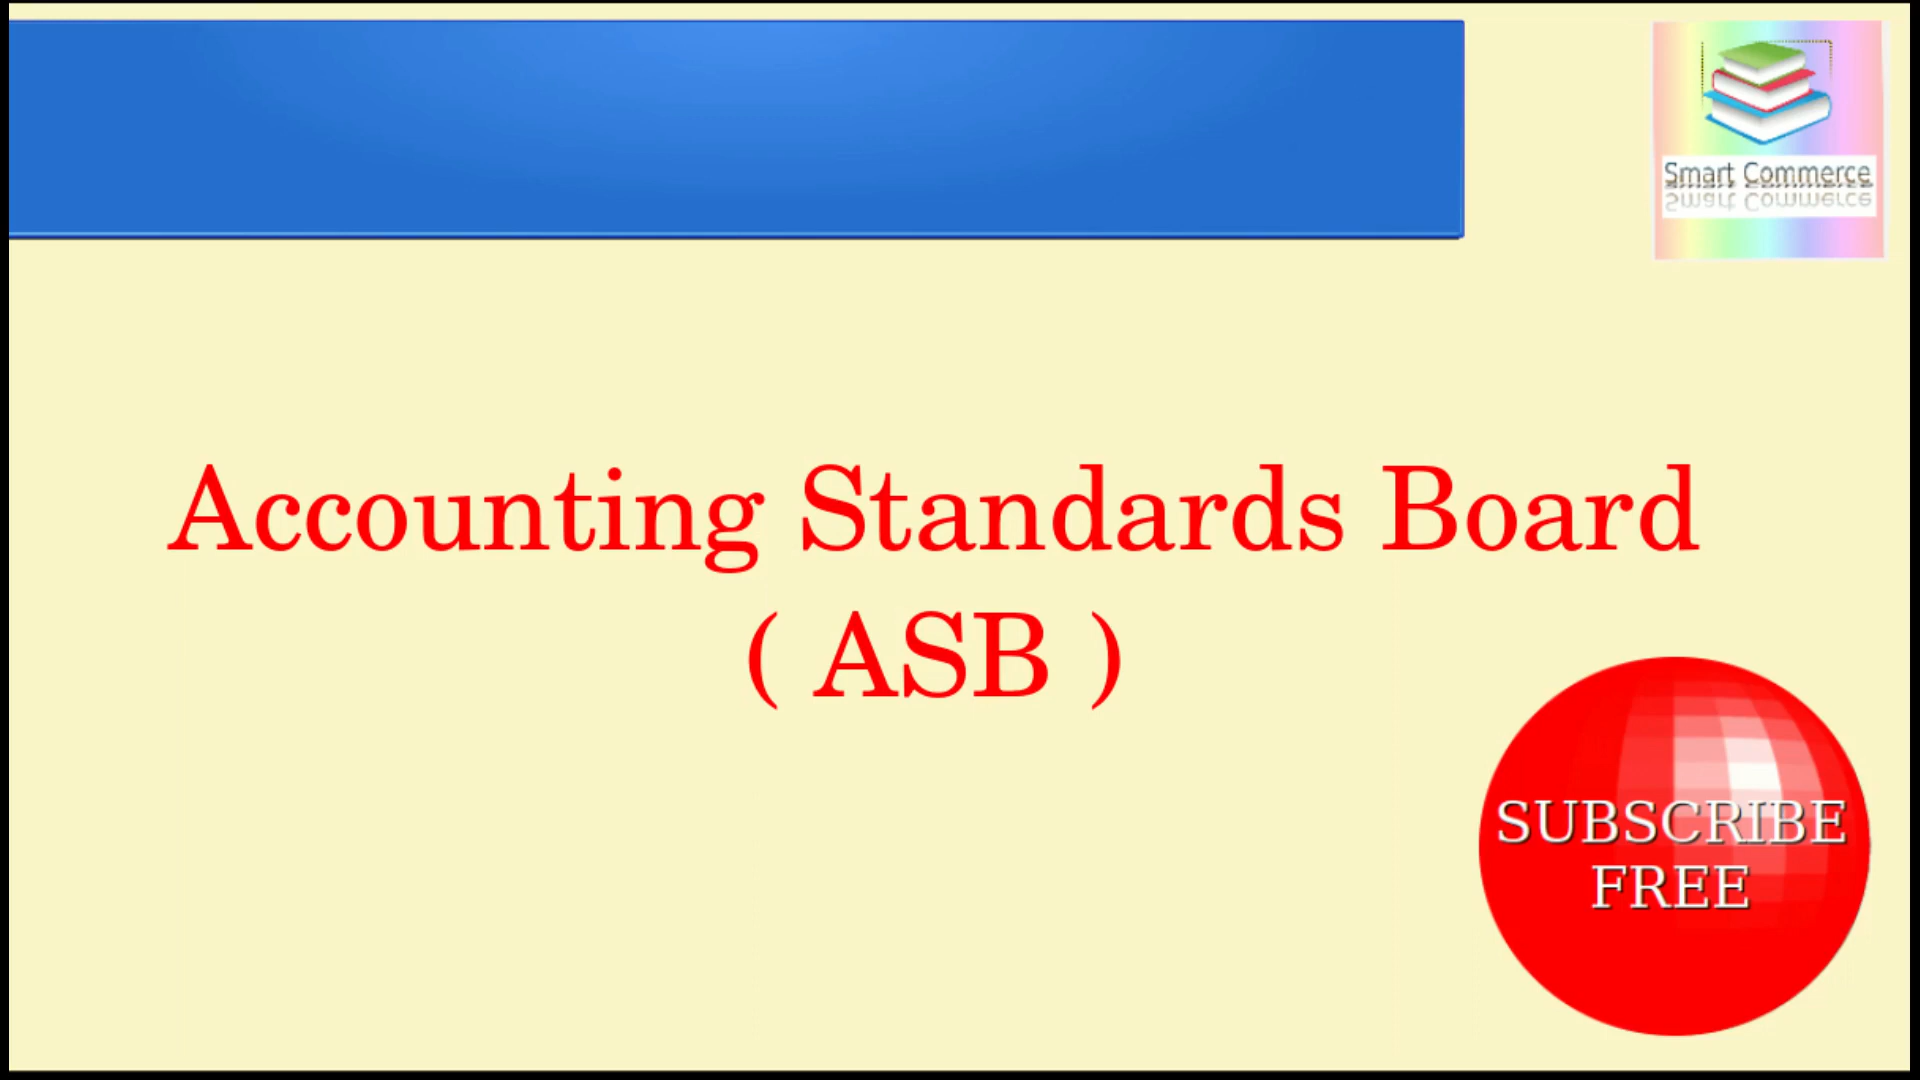 Smart Commerce
Accounting Standards Board
( ASB )
SUBSCRIBE
FREE